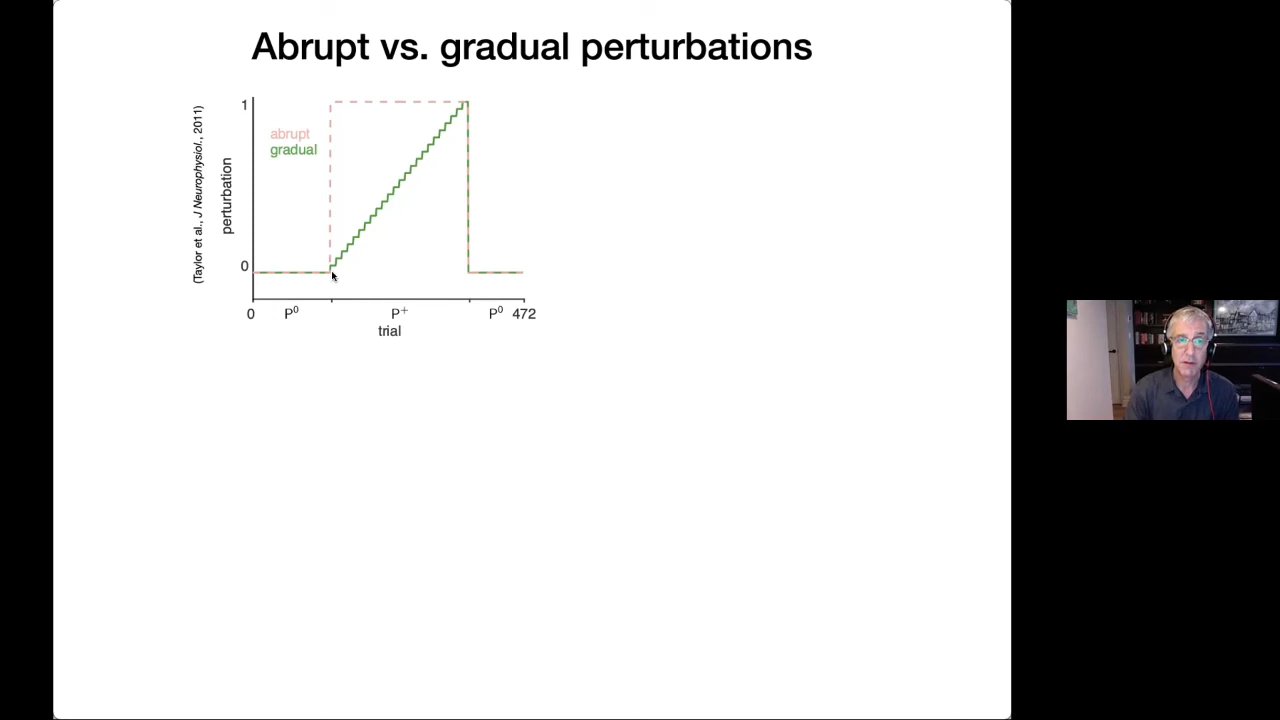 Abrupt vs. gradual perturbations
(Taylor et al., J Neurophysiol., 2011)
perturbation
1
abrupt
gradual
0
0 P⁰ P⁺ P⁰ 472
trial